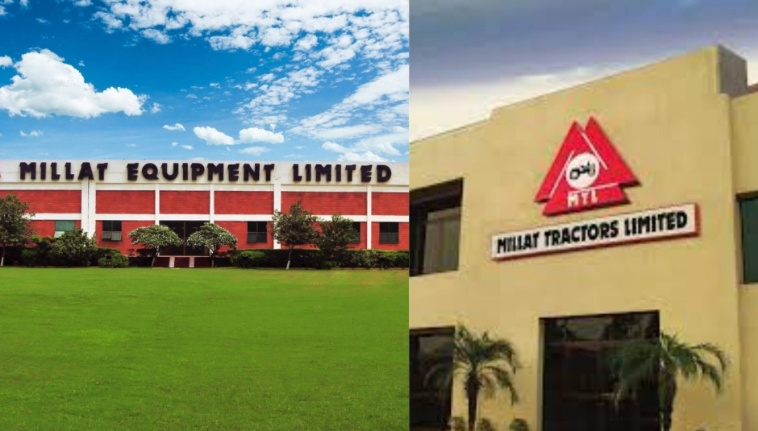 MILLAT EQUIPMENT LIMITED
MTL
MILLAT TRACTORS LIMITED